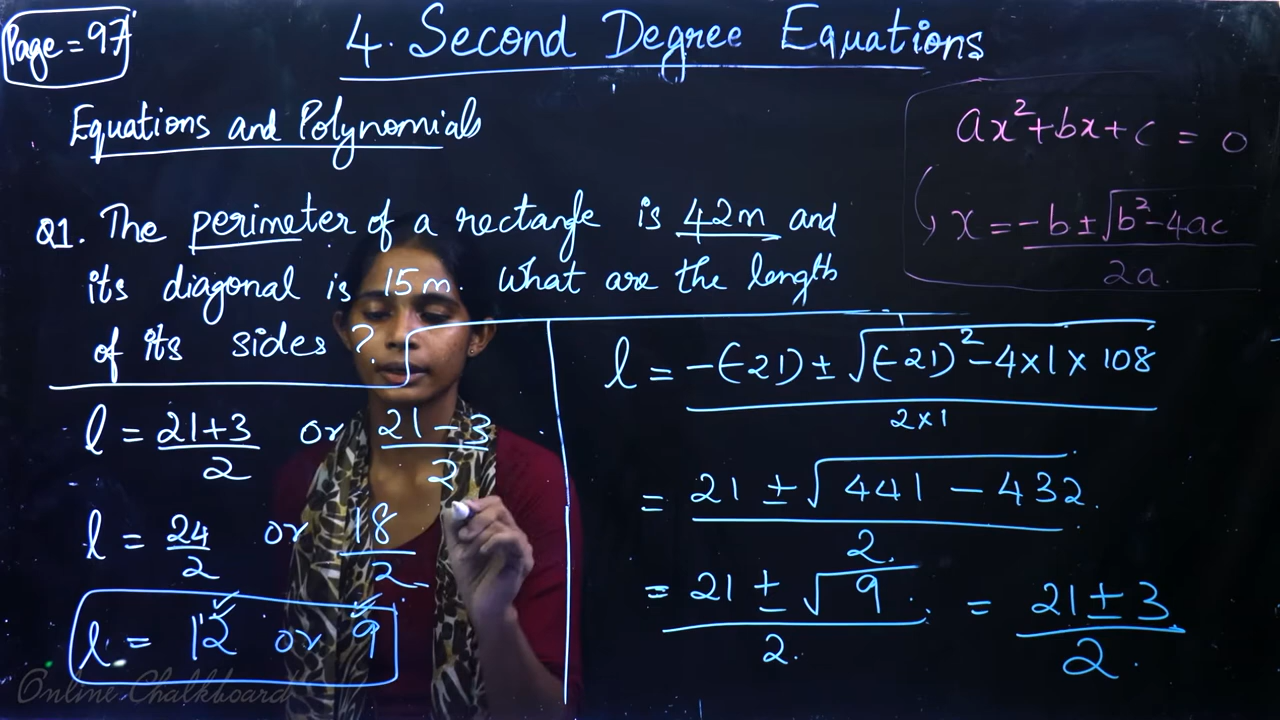 Page = 97
4. Second Degree Equations
Equations and Polynomials
ax²+bx+c = 0
x = -b ± √b²-4ac
2a.
Q1. The perimeter of a rectangle is 42m and
its diagonal is 15m. What are the length
of its sides?
l = 21+3 or 21-3
2 2
l = 24 or 18
2 2
l = 12 or 9
l = -(-21) ± √(-21)² - 4×1×108
2×1
= 21 ± √441 - 432.
2.
= 21 ± √9 = 21 ± 3
2. 2.
Online Chalkboard